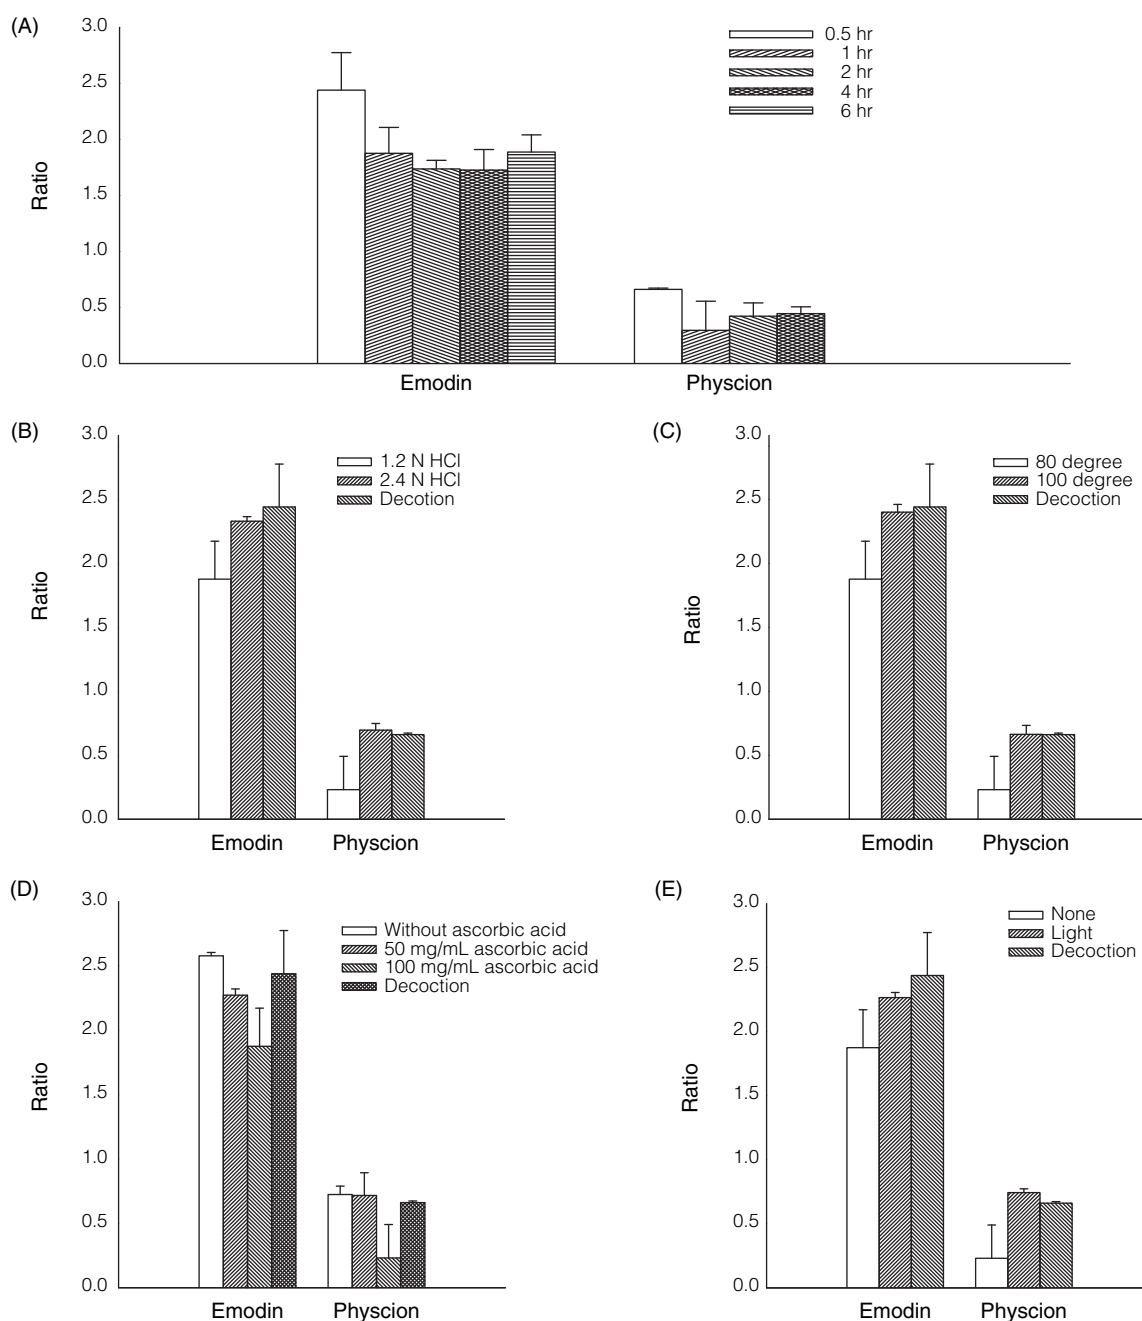 (A)
3.0
2.5
2.0
1.5
1.0
0.5
0.0
Ratio
0.5 hr
1 hr
2 hr
4 hr
6 hr
Emodin Physcion
(B)
3.0
2.5
2.0
1.5
1.0
0.5
0.0
Ratio
1.2 N HCl
2.4 N HCl
Decotion
Emodin Physcion
(C)
3.0
2.5
2.0
1.5
1.0
0.5
0.0
Ratio
80 degree
100 degree
Decoction
Emodin Physcion
(D)
3.0
2.5
2.0
1.5
1.0
0.5
0.0
Ratio
Without ascorbic acid
50 mg/mL ascorbic acid
100 mg/mL ascorbic acid
Decoction
Emodin Physcion
(E)
3.0
2.5
2.0
1.5
1.0
0.5
0.0
Ratio
None
Light
Decoction
Emodin Physcion